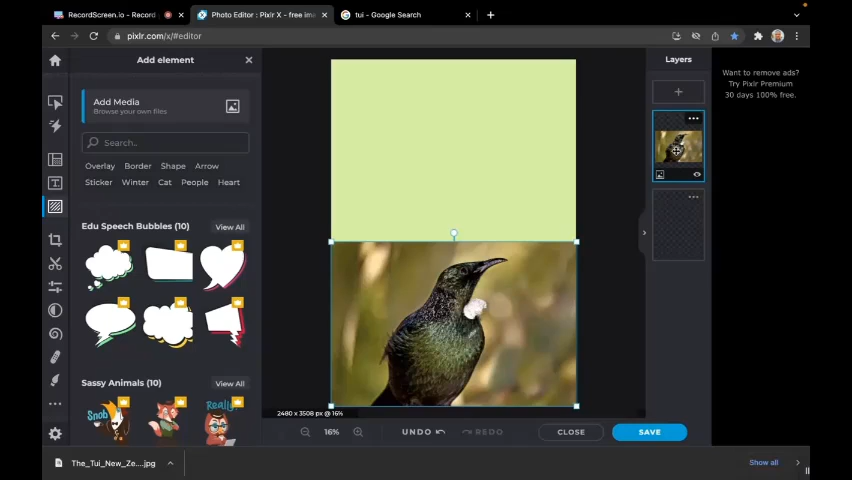 RecordScreen.io - Record
Photo Editor : Pixlr X - free ima
tui - Google Search
pixlr.com/x/#editor
Add element
Layers
Want to remove ads?
Try Pixlr Premium
30 days 100% free.
Add Media
Browse your own files
Search..
Overlay Border Shape Arrow
Sticker Winter Cat People Heart
Edu Speech Bubbles (10) View All
Sassy Animals (10) View All
Snob
Really
2480 x 3508 px @ 16%
16% UNDO REDO CLOSE SAVE
The_Tui_New_Ze....jpg
Show all